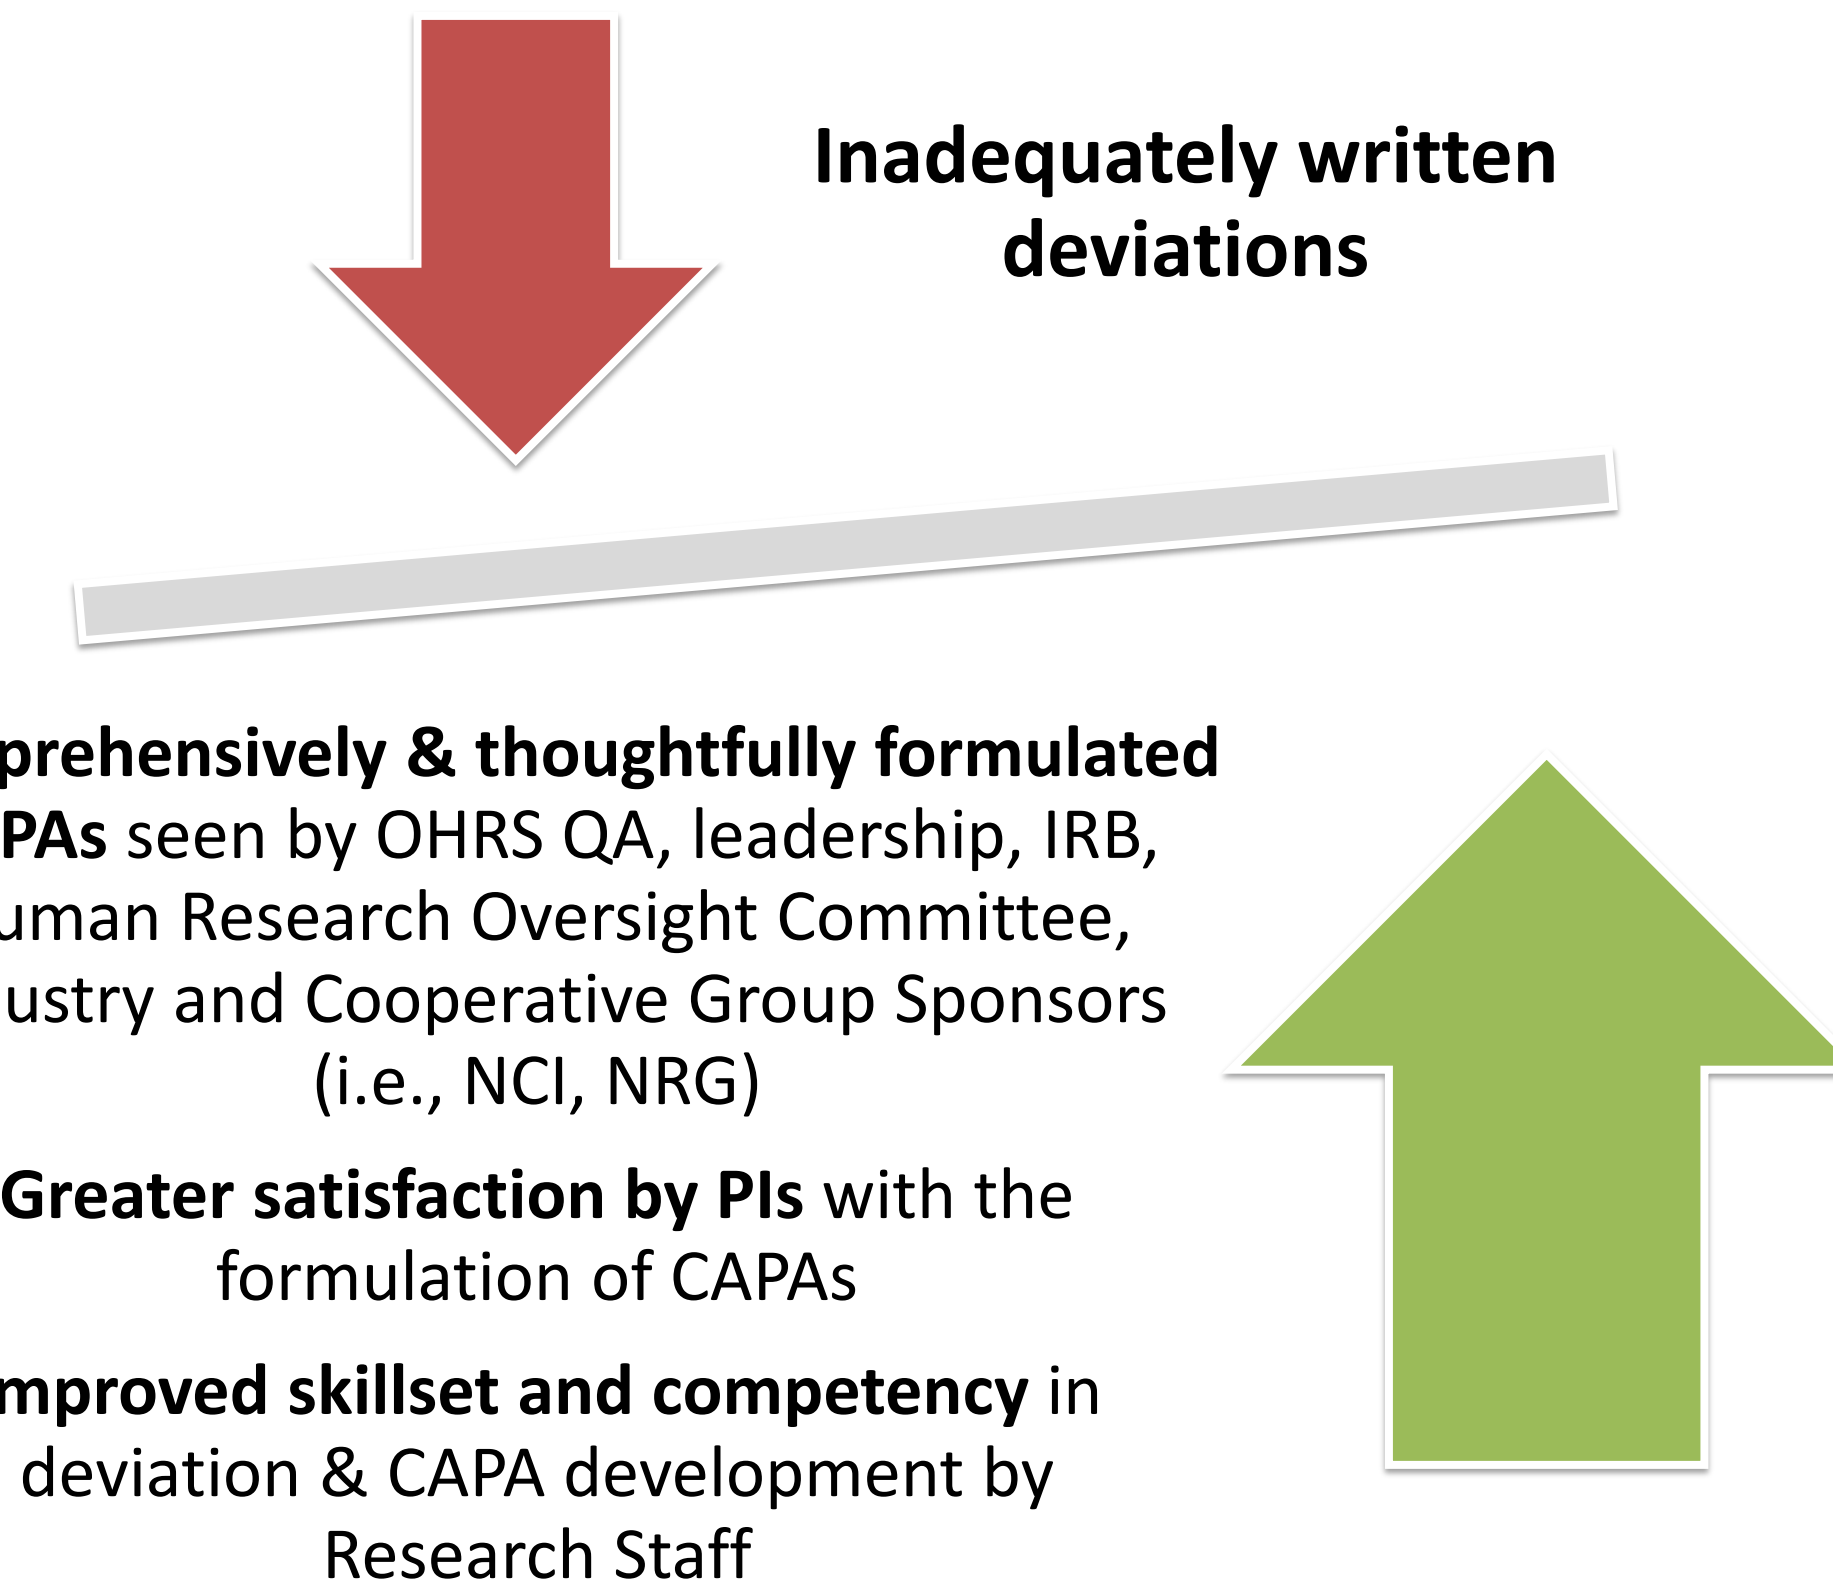 Inadequately written
deviations
prehensively & thoughtfully formulated
PAs seen by OHRS QA, leadership, IRB,
uman Research Oversight Committee,
ustry and Cooperative Group Sponsors
(i.e., NCI, NRG)
Greater satisfaction by PIs with the
formulation of CAPAs
mproved skillset and competency in
deviation & CAPA development by
Research Staff